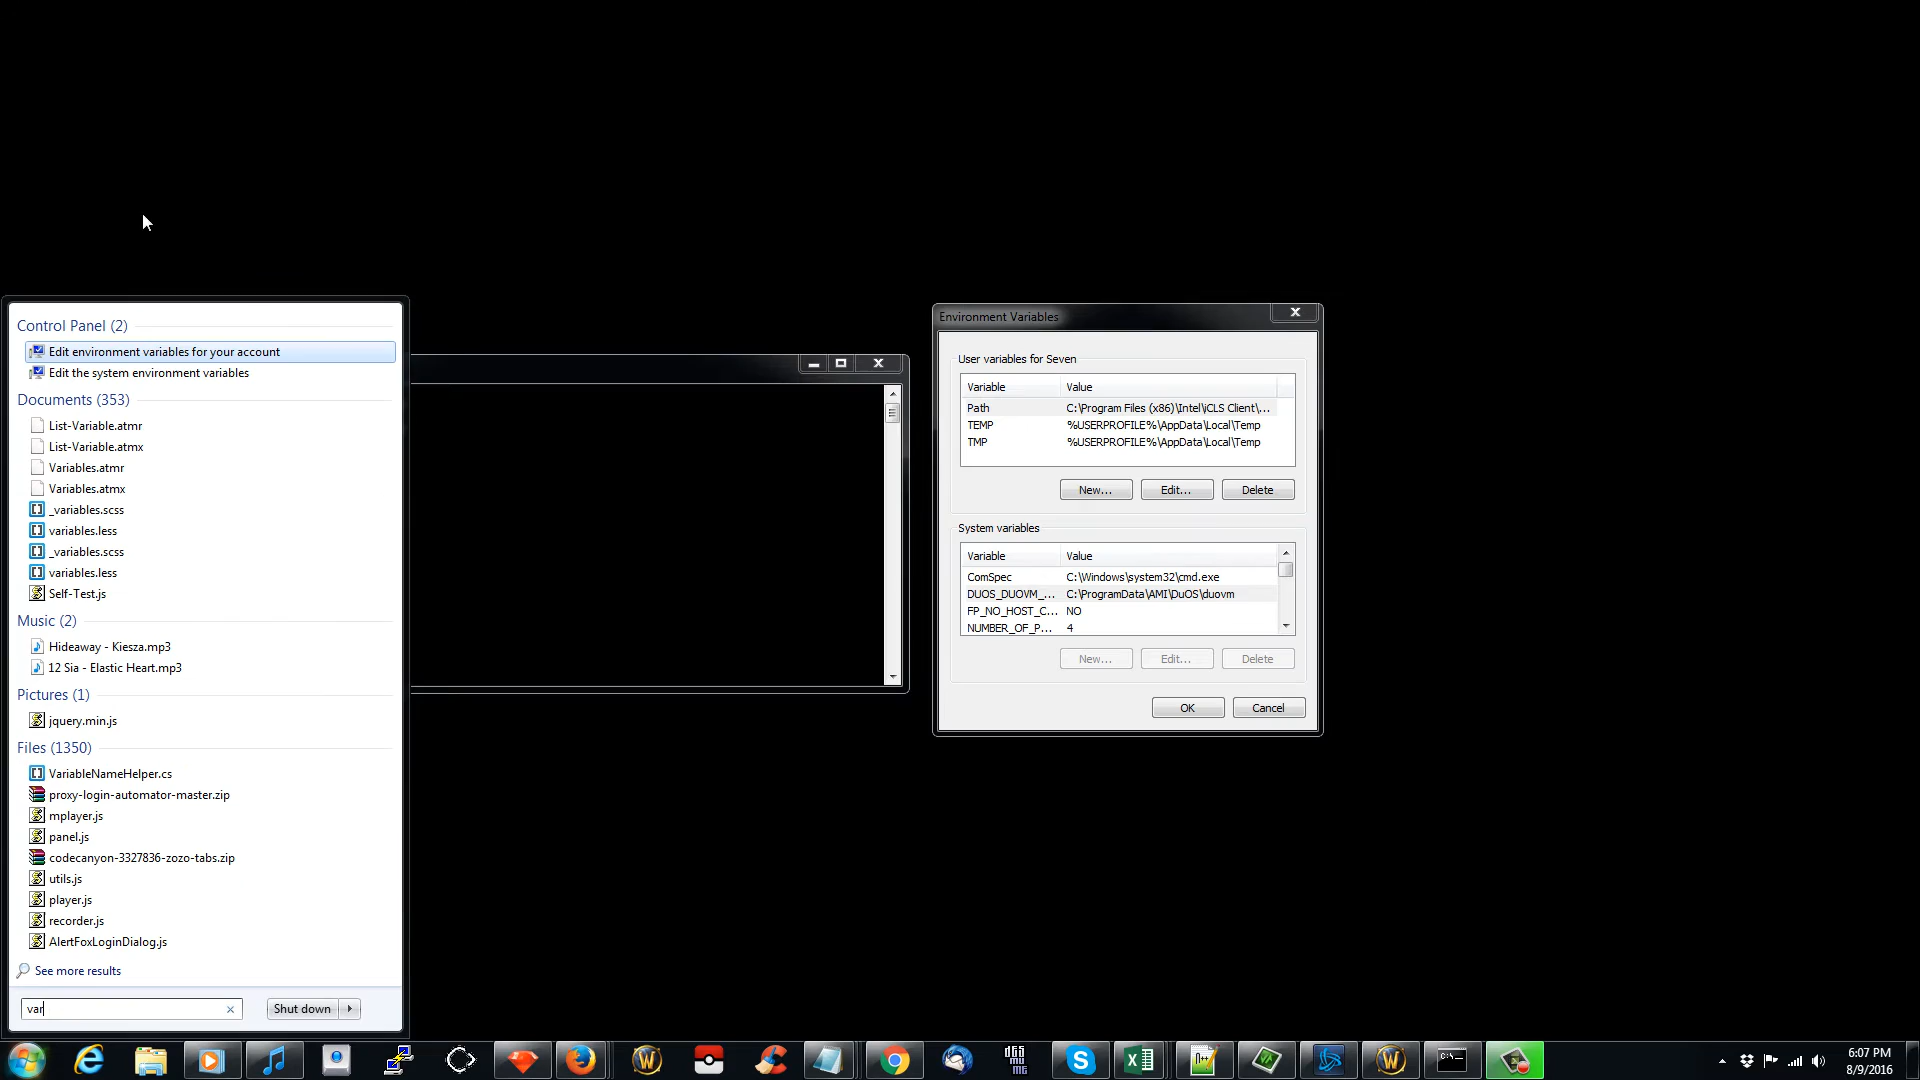 Control Panel (2)
Edit environment variables for your account
Edit the system environment variables
Documents (353)
List-Variable.atmr
List-Variable.atmx
Variables.atmr
Variables.atmx
_variables.scss
variables.less
_variables.scss
variables.less
Self-Test.js
Music (2)
Hideaway - Kiesza.mp3
12 Sia - Elastic Heart.mp3
Pictures (1)
jquery.min.js
Files (1350)
VariableNameHelper.cs
proxy-login-automator-master.zip
mplayer.js
panel.js
codecanyon-3327836-zozo-tabs.zip
utils.js
player.js
recorder.js
AlertFoxLoginDialog.js
See more results
var
Shut down
Environment Variables
User variables for Seven
Variable Value
Path C:\Program Files (x86)\Intel\iCLS Client\...
TEMP %USERPROFILE%\AppData\Local\Temp
TMP %USERPROFILE%\AppData\Local\Temp
New... Edit... Delete
System variables
Variable Value
ComSpec C:\Windows\system32\cmd.exe
DUOS_DUOVM_... C:\ProgramData\AMI\DuOS\duovm
FP_NO_HOST_C... NO
NUMBER_OF_P... 4
New... Edit... Delete
OK Cancel
6:07 PM
8/9/2016